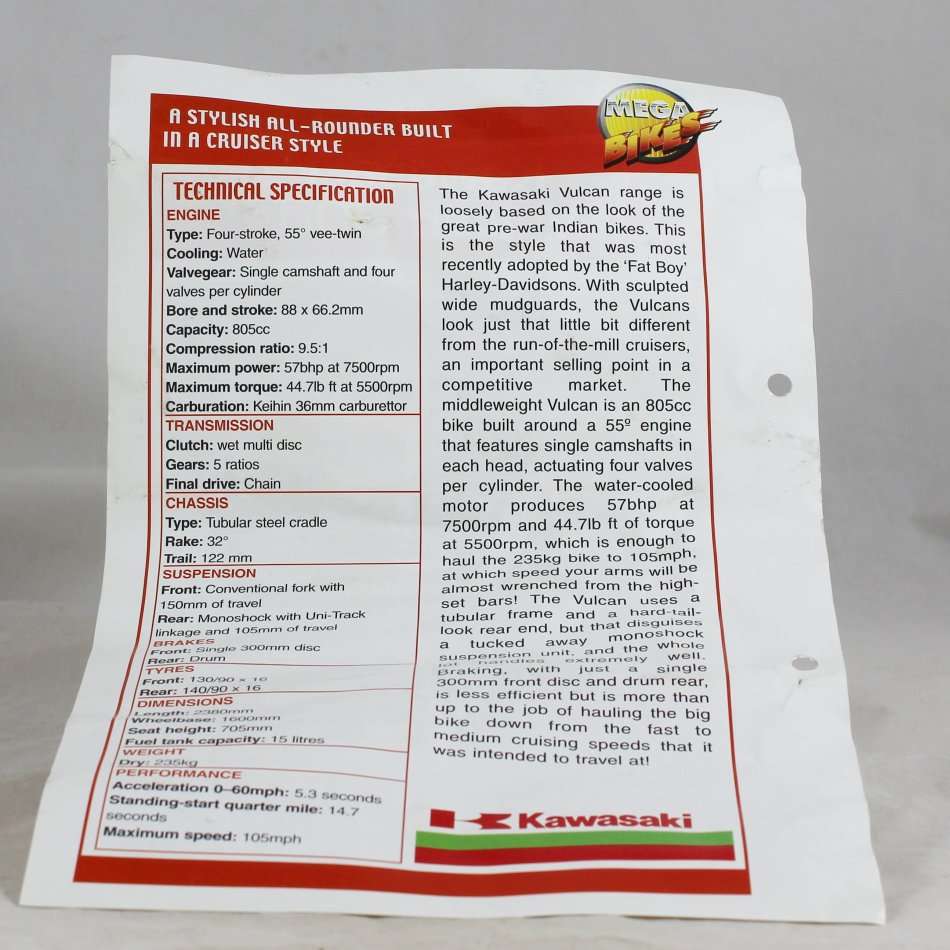 A STYLISH ALL-ROUNDER BUILT
IN A CRUISER STYLE
MEGA
BIKES
TECHNICAL SPECIFICATION
ENGINE
Type: Four-stroke, 55° vee-twin
Cooling: Water
Valvegear: Single camshaft and four
valves per cylinder
Bore and stroke: 88 x 66.2mm
Capacity: 805cc
Compression ratio: 9.5:1
Maximum power: 57bhp at 7500rpm
Maximum torque: 44.7lb ft at 5500rpm
Carburation: Keihin 36mm carburettor
TRANSMISSION
Clutch: wet multi disc
Gears: 5 ratios
Final drive: Chain
CHASSIS
Type: Tubular steel cradle
Rake: 32°
Trail: 122 mm
SUSPENSION
Front: Conventional fork with
150mm of travel
Rear: Monoshock with Uni-Track
linkage and 105mm of travel
BRAKES
Front: Single 300mm disc
Rear: Drum
TYRES
Front: 130/90 x 16
Rear: 140/90 x 16
DIMENSIONS
Length: 2380mm
Wheelbase: 1600mm
Seat height: 705mm
Fuel tank capacity: 15 litres
WEIGHT
Dry: 235kg
PERFORMANCE
Acceleration 0–60mph: 5.3 seconds
Standing-start quarter mile: 14.7
seconds
Maximum speed: 105mph
The Kawasaki Vulcan range is
loosely based on the look of the
great pre-war Indian bikes. This
is the style that was most
recently adopted by the 'Fat Boy'
Harley-Davidsons. With sculpted
wide mudguards, the Vulcans
look just that little bit different
from the run-of-the-mill cruisers,
an important selling point in a
competitive market. The
middleweight Vulcan is an 805cc
bike built around a 55º engine
that features single camshafts in
each head, actuating four valves
per cylinder. The water-cooled
motor produces 57bhp at
7500rpm and 44.7lb ft of torque
at 5500rpm, which is enough to
haul the 235kg bike to 105mph,
at which speed your arms will be
almost wrenched from the high-
set bars! The Vulcan uses a
tubular frame and a hard-tail-
look rear end, but that disguises
a tucked away monoshock
suspension unit, and the whole
lot handles extremely well.
Braking, with just a single
300mm front disc and drum rear,
is less efficient but is more than
up to the job of hauling the big
bike down from the fast to
medium cruising speeds that it
was intended to travel at!
Kawasaki